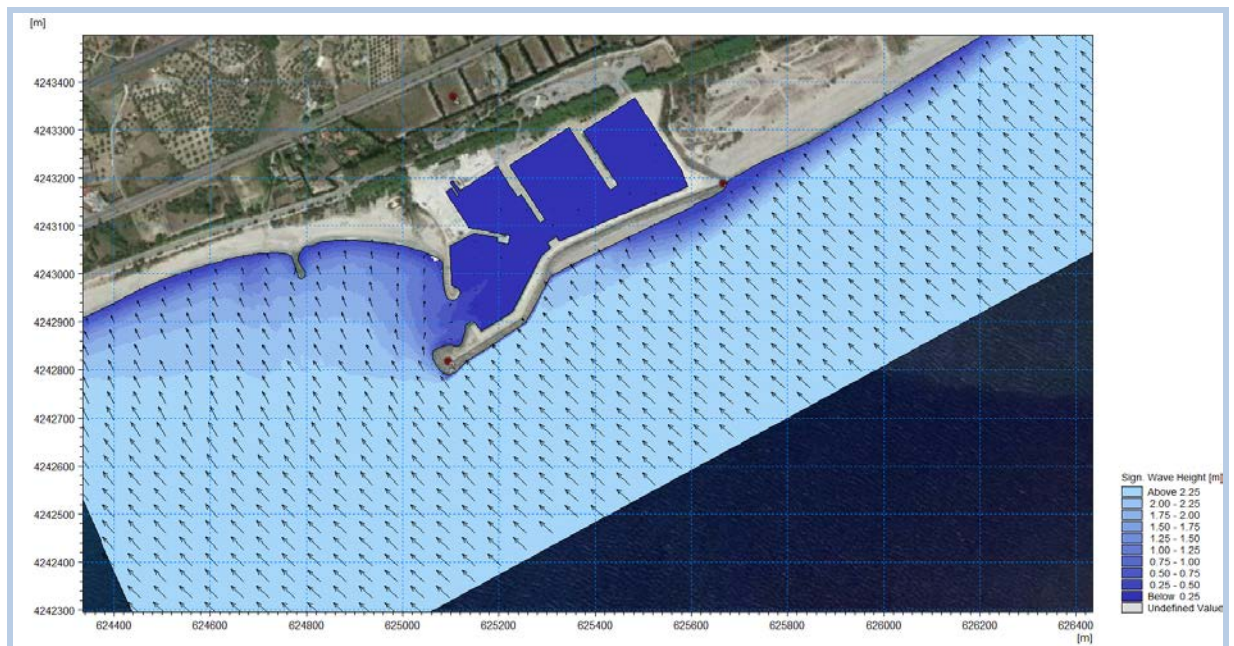 [m]
4243400
4243300
4243200
4243100
4243000
4242900
4242800
4242700
4242600
4242500
4242400
4242300
624400 624600 624800 625000 625200 625400 625600 625800 626000 626200 626400
[m]
Sign. Wave Height [m]
Above 2.25
2.00 - 2.25
1.75 - 2.00
1.50 - 1.75
1.25 - 1.50
1.00 - 1.25
0.75 - 1.00
0.50 - 0.75
0.25 - 0.50
Below 0.25
Undefined Value